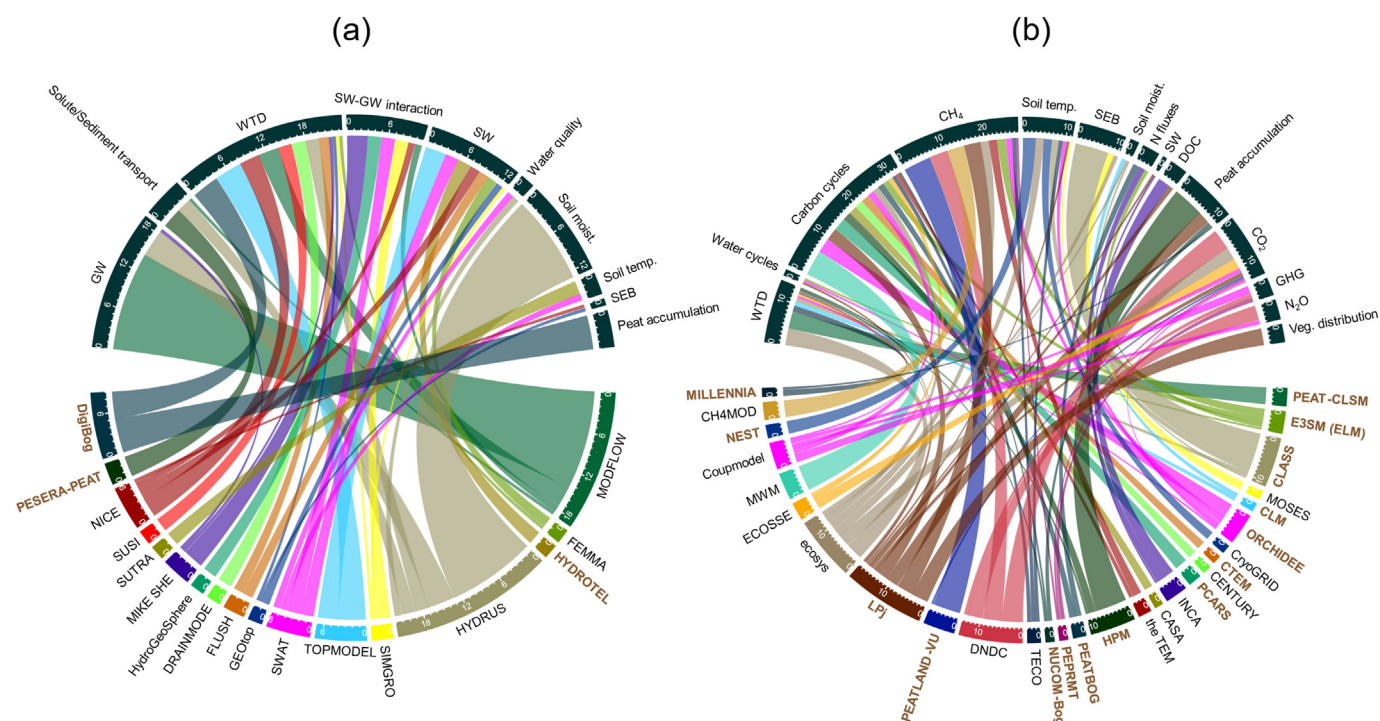 (a)
(b)
Solute/Sediment transport
WTD
SW-GW interaction
SW
Water quality
Soil moist.
Soil temp.
SEB
Peat accumulation
GW
DigiBog
PESERA-PEAT
NICE
SUSI
SUTRA
MIKE SHE
HydroGeoSphere
DRAINMODE
FLUSH
GEOtop
SWAT
TOPMODEL
SIMGRO
HYDRUS
HYDROTEL
FEMMA
MODFLOW
WTD
Water cycles
Carbon cycles
CH₄
Soil temp.
SEB
Soil moist.
N fluxes
SW
DOC
Peat accumulation
CO₂
GHG
N₂O
Veg. distribution
MILLENNIA
CH4MOD
NEST
Coupmodel
MWM
ECOSSE
ecosys
LPj
PEATLAND -VU
DNDC
TECO
NUCOM -Bog
PEPRMT
PEATBOG
HPM
the TEM
CASA
INCA
PCARS
CENTURY
CTEM
CryoGRID
ORCHIDEE
CLM
MOSES
CLASS
E3SM (ELM)
PEAT -CLSM